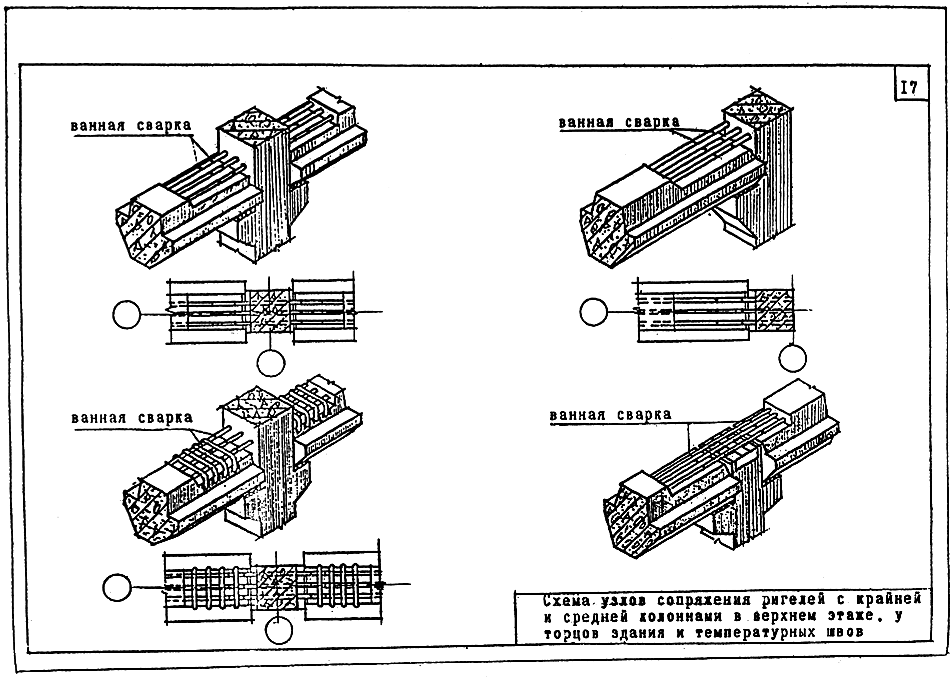 17
ванная сварка
ванная сварка
ванная сварка
ванная сварка
Схема узлов сопряжения ригелей с крайней
и средней колоннами в верхнем этаже, у
торцов здания и температурных швов